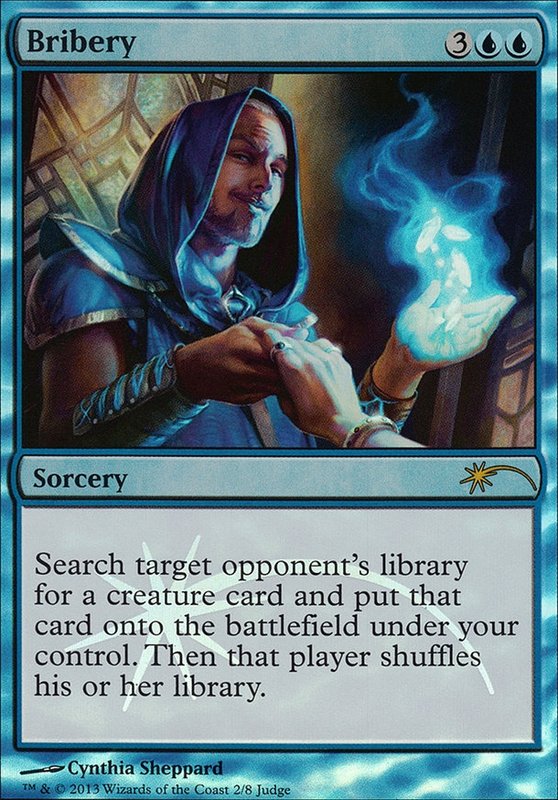 Bribery 3
Sorcery
Search target opponent's library
for a creature card and put that
card onto the battlefield under your
control. Then that player shuffles
his or her library.
Cynthia Sheppard
™ & © 2013 Wizards of the Coast 2/8 Judge